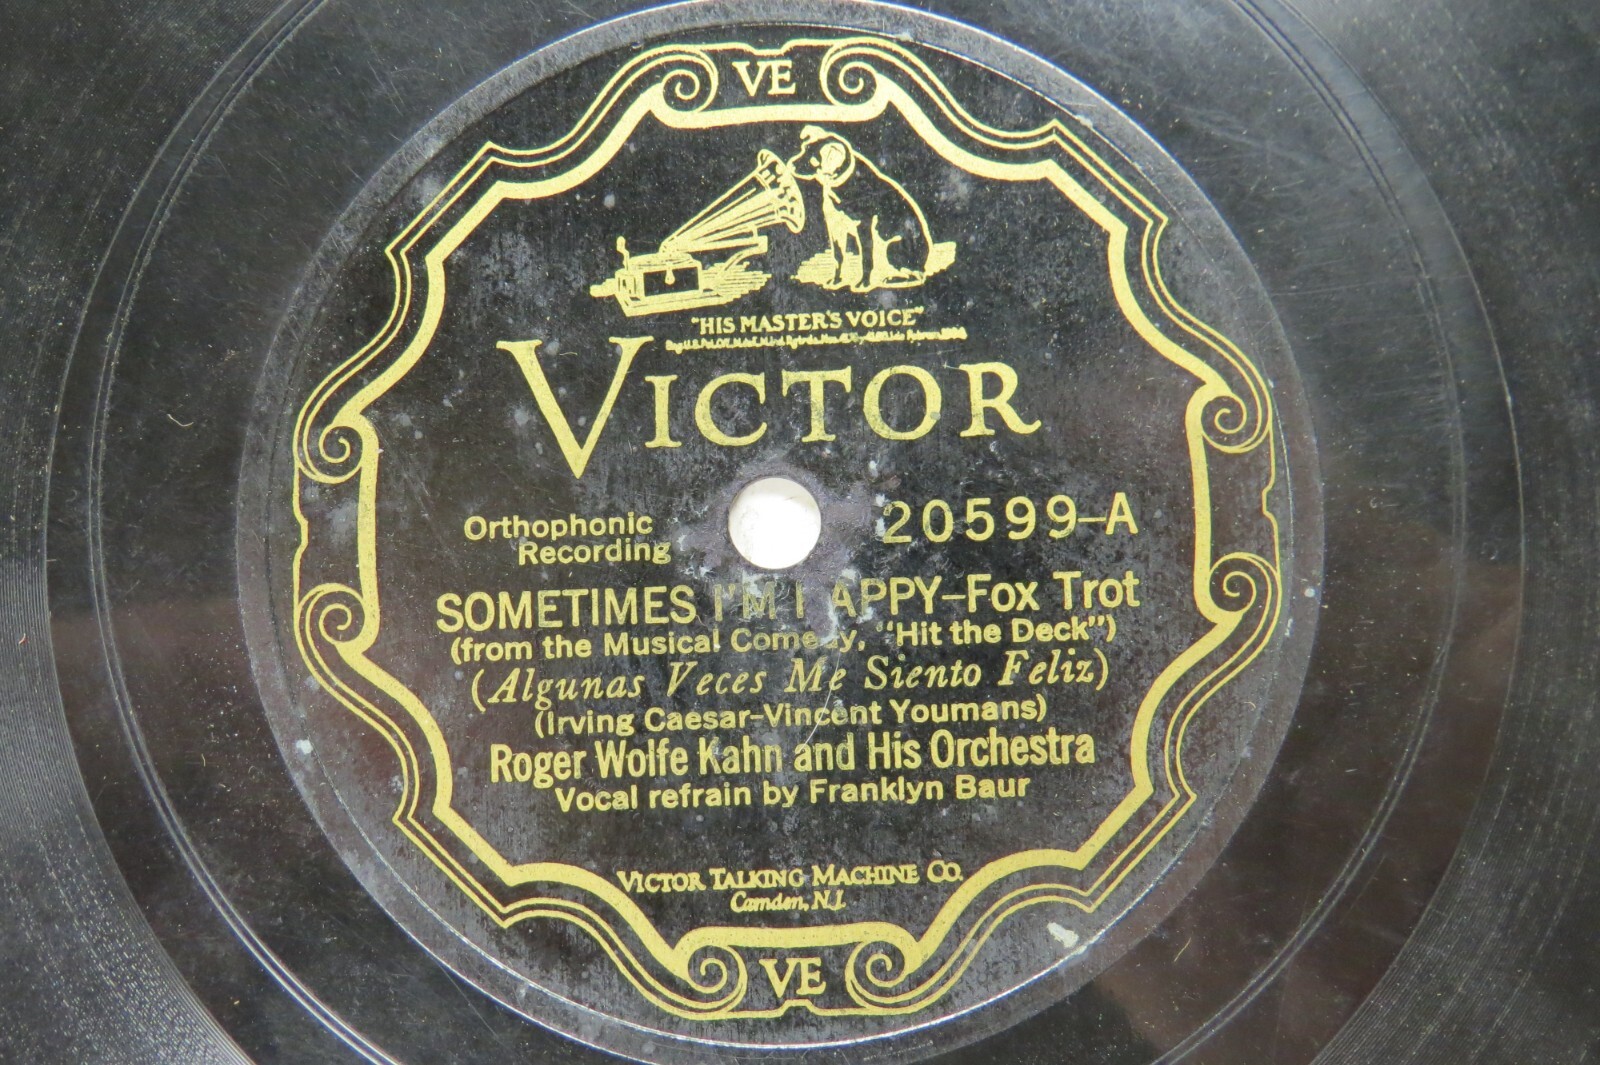 VE
"HIS MASTER'S VOICE"
VICTOR
Orthophonic
Recording
20599-A
SOMETIMES I'M APPY-Fox Trot
(from the Musical Comedy, "Hit the Deck")
(Algunas Veces Me Siento Feliz)
(Irving Caesar-Vincent Youmans)
Roger Wolfe Kahn and His Orchestra
Vocal refrain by Franklyn Baur
VICTOR TALKING MACHINE CO.
Camden, N.J.
VE